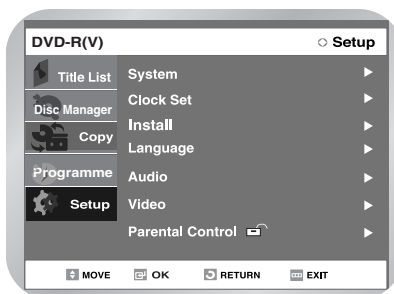 DVD-R(V) Setup
Title List
Disc Manager
Copy
Programme
Setup
System
Clock Set
Install
Language
Audio
Video
Parental Control
MOVE OK RETURN EXIT